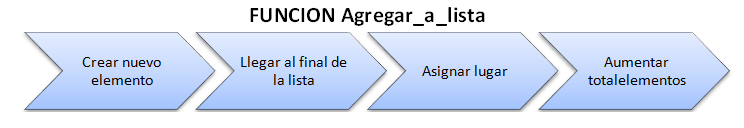 FUNCION Agregar_a_lista
Crear nuevo
elemento
Llegar al final de
la lista
Asignar lugar
Aumentar
totalelementos